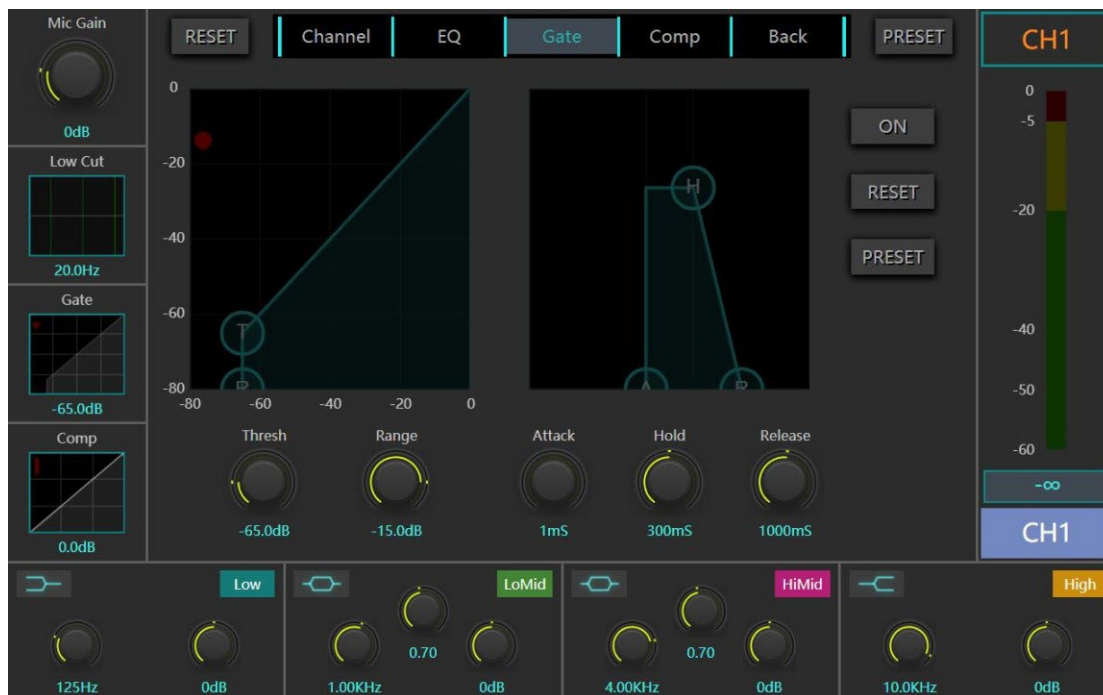 Mic Gain
0dB
Low Cut
20.0Hz
Gate
-65.0dB
Comp
0.0dB
RESET
Channel EQ Gate Comp Back
PRESET
0
-20
-40
-60
-80
-80 -60 -40 -20 0
T
R
H
A R
ON
RESET
PRESET
Thresh Range Attack Hold Release
-65.0dB -15.0dB 1mS 300mS 1000mS
CH1
0
-5
-20
-40
-50
-60
-∞
CH1
Low
125Hz 0dB
LoMid
0.70
1.00KHz 0dB
HiMid
0.70
4.00KHz 0dB
High
10.0KHz 0dB